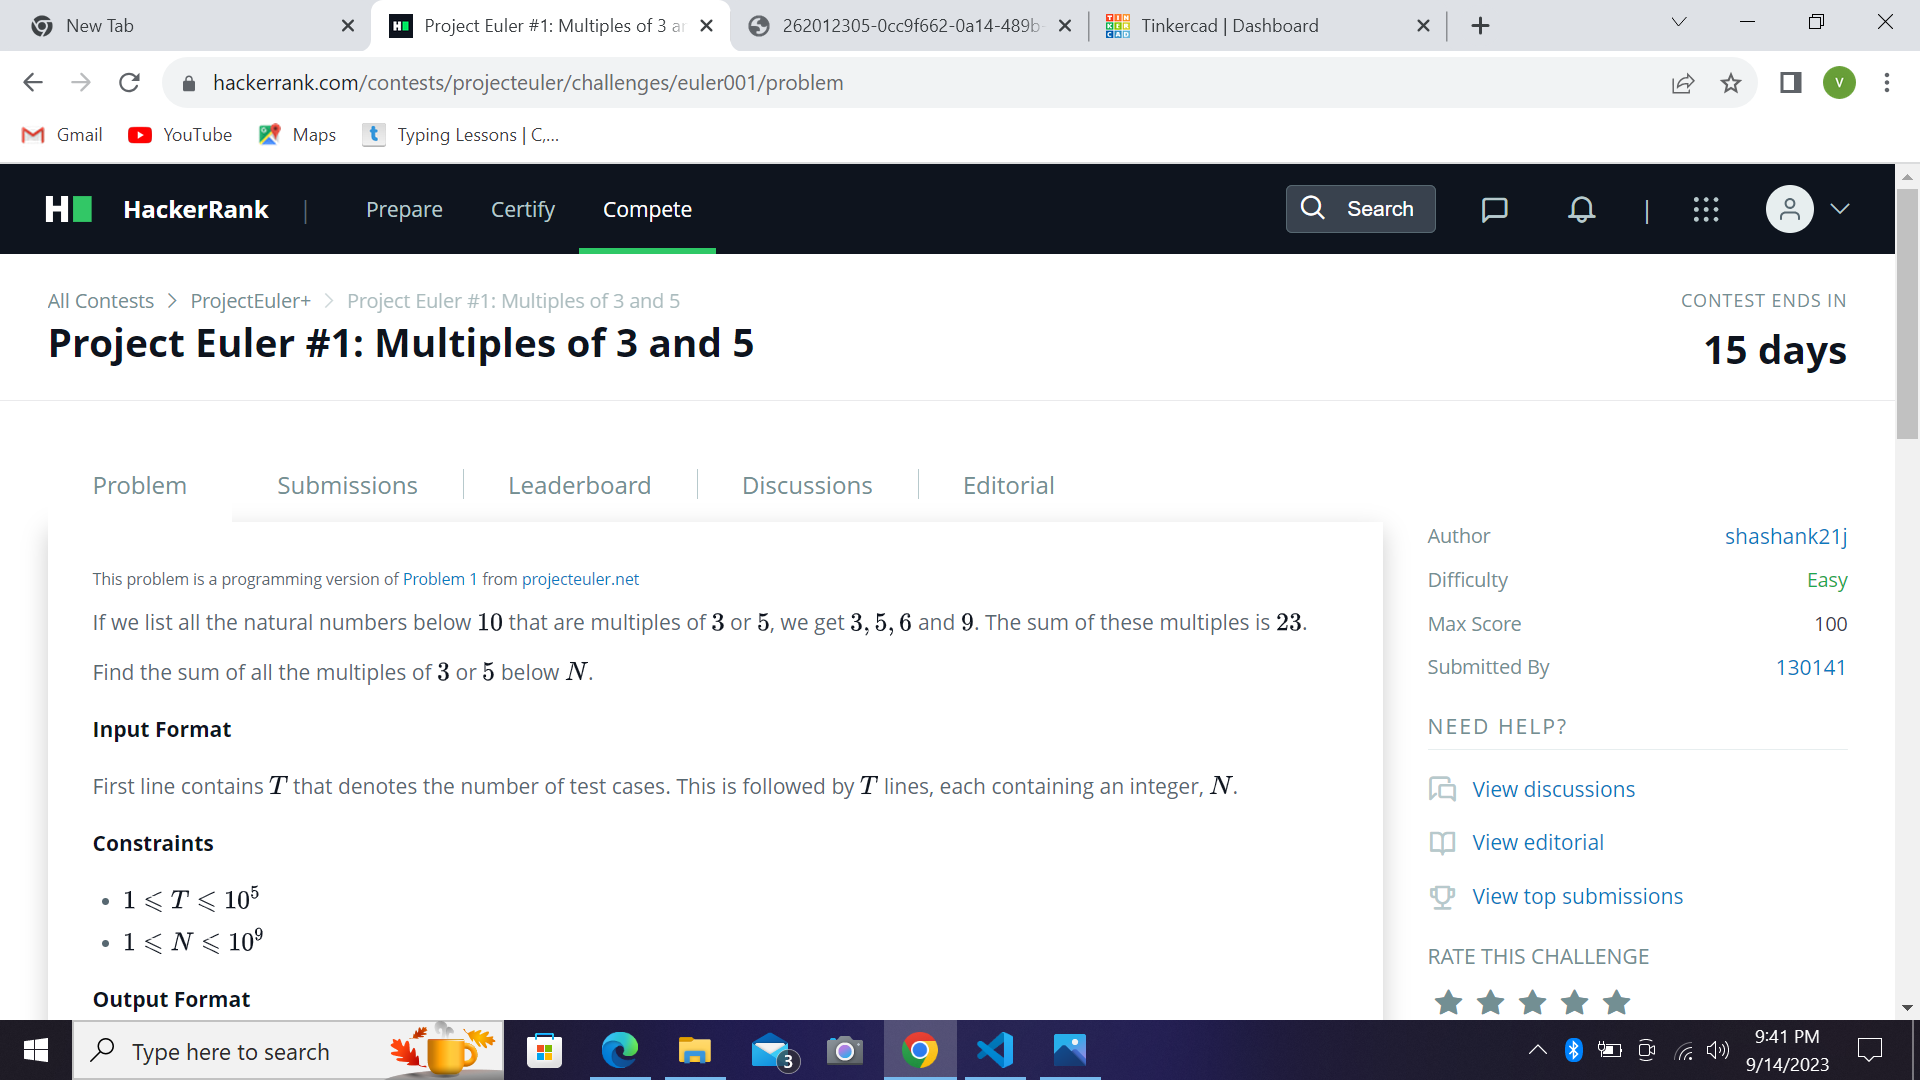 New Tab
Project Euler #1: Multiples of 3 ar
262012305-0cc9f662-0a14-489b-
Tinkercad | Dashboard
hackerrank.com/contests/projecteuler/challenges/euler001/problem
V
Gmail
YouTube
Maps
t
Typing Lessons | C,...
H
HackerRank
|
Prepare
Certify
Compete
Search
|
All Contests > ProjectEuler+ > Project Euler #1: Multiples of 3 and 5
CONTEST ENDS IN
Project Euler #1: Multiples of 3 and 5
15 days
Problem
Submissions
Leaderboard
Discussions
Editorial
This problem is a programming version of Problem 1 from projecteuler.net
If we list all the natural numbers below 10 that are multiples of 3 or 5, we get 3, 5, 6 and 9. The sum of these multiples is 23.
Find the sum of all the multiples of 3 or 5 below N.
Input Format
First line contains T that denotes the number of test cases. This is followed by T lines, each containing an integer, N.
Constraints
• 1 ⩽ T ⩽ 10⁵
• 1 ⩽ N ⩽ 10⁹
Output Format
Author
shashank21j
Difficulty
Easy
Max Score
100
Submitted By
130141
NEED HELP?
View discussions
View editorial
View top submissions
RATE THIS CHALLENGE
Type here to search
3
9:41 PM
9/14/2023